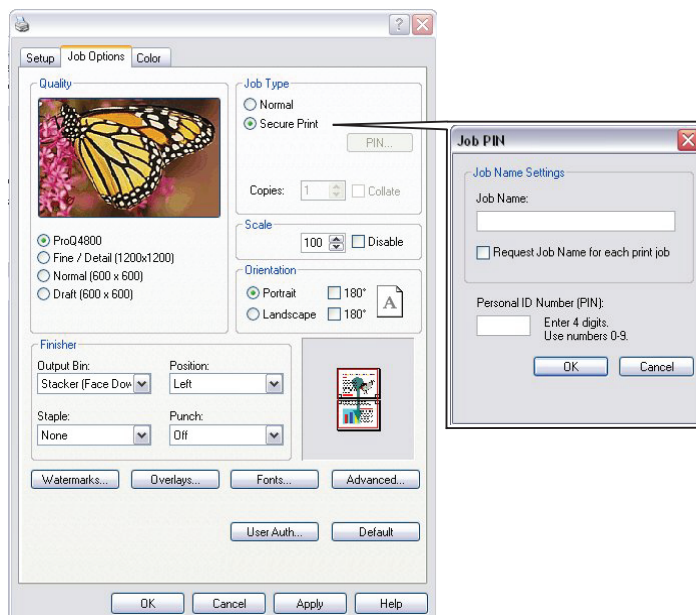 Setup
Job Options
Color
Quality
ProQ4800
Fine / Detail (1200x1200)
Normal (600 x 600)
Draft (600 x 600)
Job Type
Normal
Secure Print
PIN...
Copies:
1
Collate
Scale
100
Disable
Orientation
Portrait
180°
Landscape
180°
A
Finisher
Output Bin:
Position:
Stacker (Face Dow
Left
Staple:
Punch:
None
Off
Watermarks...
Overlays...
Fonts...
Advanced...
User Auth...
Default
OK
Cancel
Apply
Help
Job PIN
Job Name Settings
Job Name:
Request Job Name for each print job
Personal ID Number (PIN):
Enter 4 digits.
Use numbers 0-9.
OK
Cancel